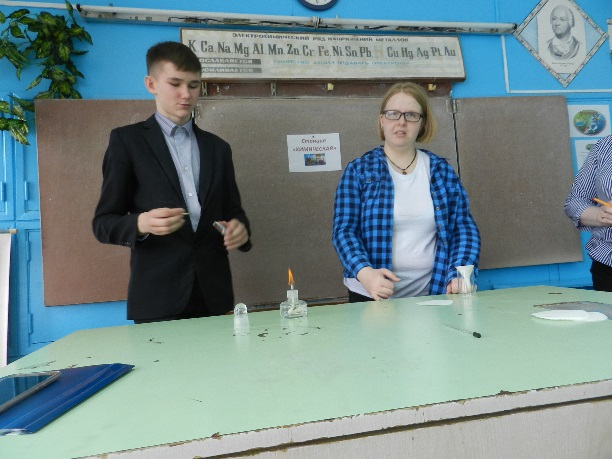 ЭЛЕКТРОХИМИЧЕСКИЙ РЯД НАПРЯЖЕНИЙ МЕТАЛЛОВ
K Ca Na Mg Al Mn Zn Cr Fe Ni Sn Pb H Cu Hg Ag Pt Au
Станция
«ХИМИЧЕСКАЯ»